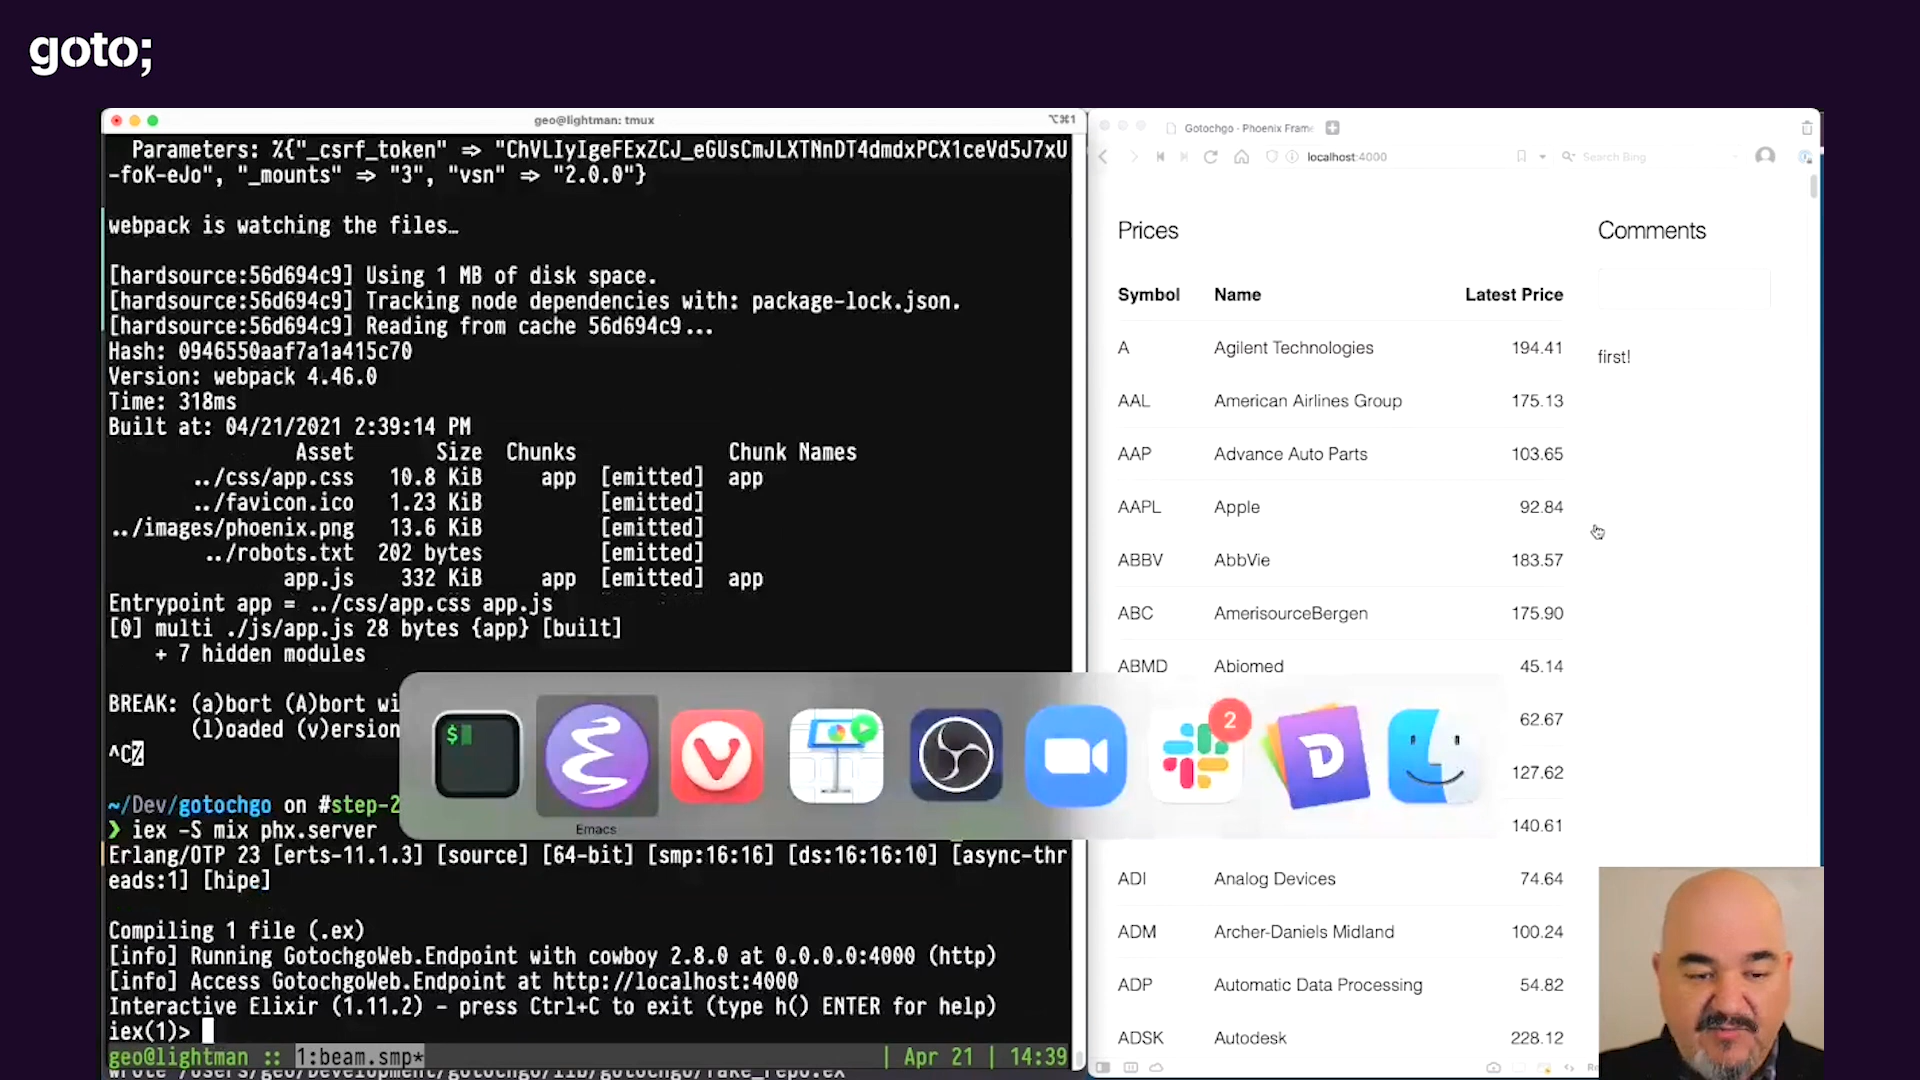 goto;
geo@lightman: tmux
⌥⌘1
Parameters: %{"_csrf_token" => "ChVLIyIgeFExZCJ_eGUsCmJLXTNnDT4dmdxPCX1ceVd5J7xU
-foK-eJo", "_mounts" => "3", "vsn" => "2.0.0"}
webpack is watching the files…
[hardsource:56d694c9] Using 1 MB of disk space.
[hardsource:56d694c9] Tracking node dependencies with: package-lock.json.
[hardsource:56d694c9] Reading from cache 56d694c9...
Hash: 0946550aaf7a1a415c70
Version: webpack 4.46.0
Time: 318ms
Built at: 04/21/2021 2:39:14 PM
Asset Size Chunks Chunk Names
../css/app.css 10.8 KiB app [emitted] app
../favicon.ico 1.23 KiB [emitted]
../images/phoenix.png 13.6 KiB [emitted]
../robots.txt 202 bytes [emitted]
app.js 332 KiB app [emitted] app
Entrypoint app = ../css/app.css app.js
[0] multi ./js/app.js 28 bytes {app} [built]
+ 7 hidden modules
BREAK: (a)bort (A)bort wi
(l)oaded (v)ersion
^C%
~/Dev/gotochgo on #step-2
❯ iex -S mix phx.server
Erlang/OTP 23 [erts-11.1.3] [source] [64-bit] [smp:16:16] [ds:16:16:10] [async-thr
eads:1] [hipe]
Compiling 1 file (.ex)
[info] Running GotochgoWeb.Endpoint with cowboy 2.8.0 at 0.0.0.0:4000 (http)
[info] Access GotochgoWeb.Endpoint at http://localhost:4000
Interactive Elixir (1.11.2) - press Ctrl+C to exit (type h() ENTER for help)
iex(1)>
geo@lightman :: 1:beam.smp* | Apr 21 | 14:39
$
2
Emacs
Gotochgo · Phoenix Frame
localhost:4000
Search Bing
Prices
Symbol Name Latest Price
A Agilent Technologies 194.41
AAL American Airlines Group 175.13
AAP Advance Auto Parts 103.65
AAPL Apple 92.84
ABBV AbbVie 183.57
ABC AmerisourceBergen 175.90
ABMD Abiomed 45.14
62.67
127.62
140.61
ADI Analog Devices 74.64
ADM Archer-Daniels Midland 100.24
ADP Automatic Data Processing 54.82
ADSK Autodesk 228.12
Comments
first!